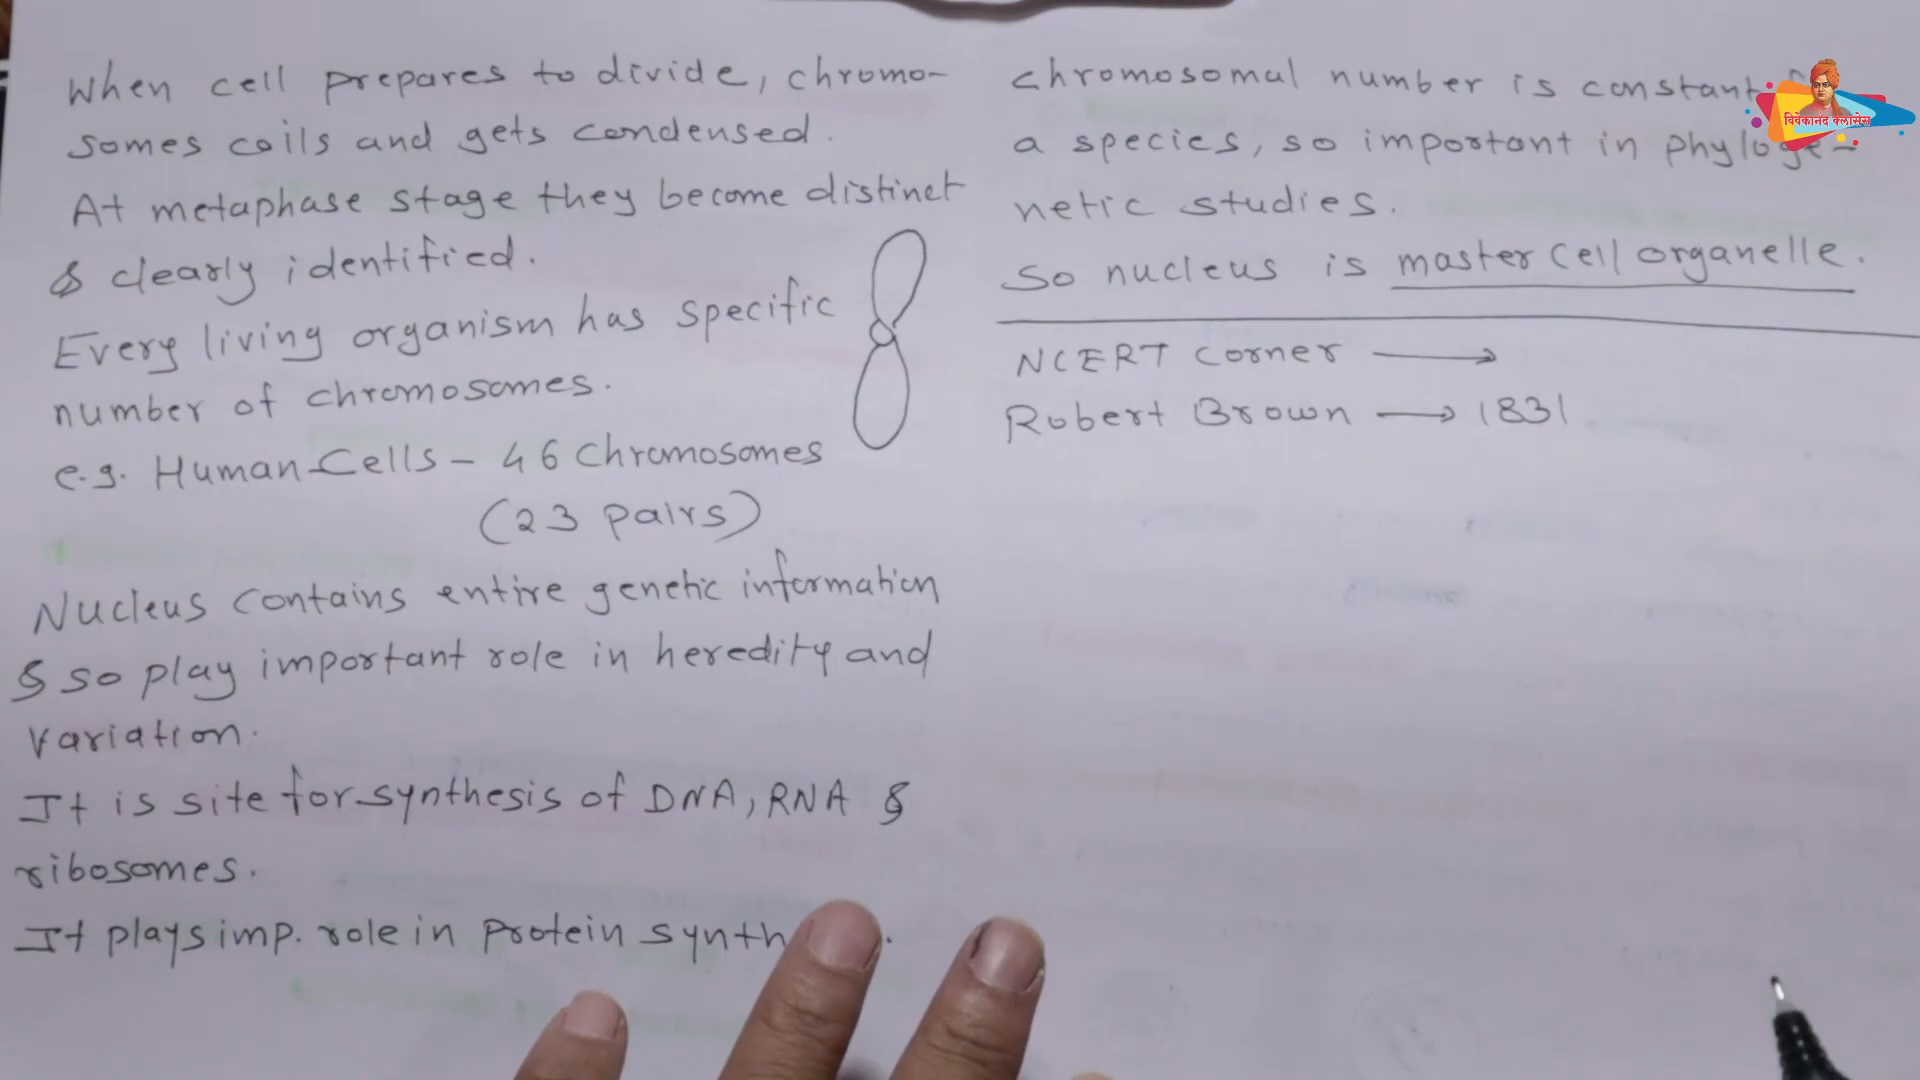 When cell prepares to divide, chromo-
somes coils and gets condensed.
At metaphase stage they become distinct
& clearly identified.
Every living organism has specific
number of chromosomes.
e.g. Human Cells - 46 Chromosomes
(23 pairs)
Nucleus contains entire genetic information
& so play important role in heredity and
variation.
It is site for synthesis of DNA, RNA &
ribosomes.
It plays imp. role in protein synth
chromosomal number is constant
a species, so important in phyloge-
netic studies.
So nucleus is master cell organelle.
NCERT Corner →
Robert Brown → 1831
विवेकानंद क्लासेस